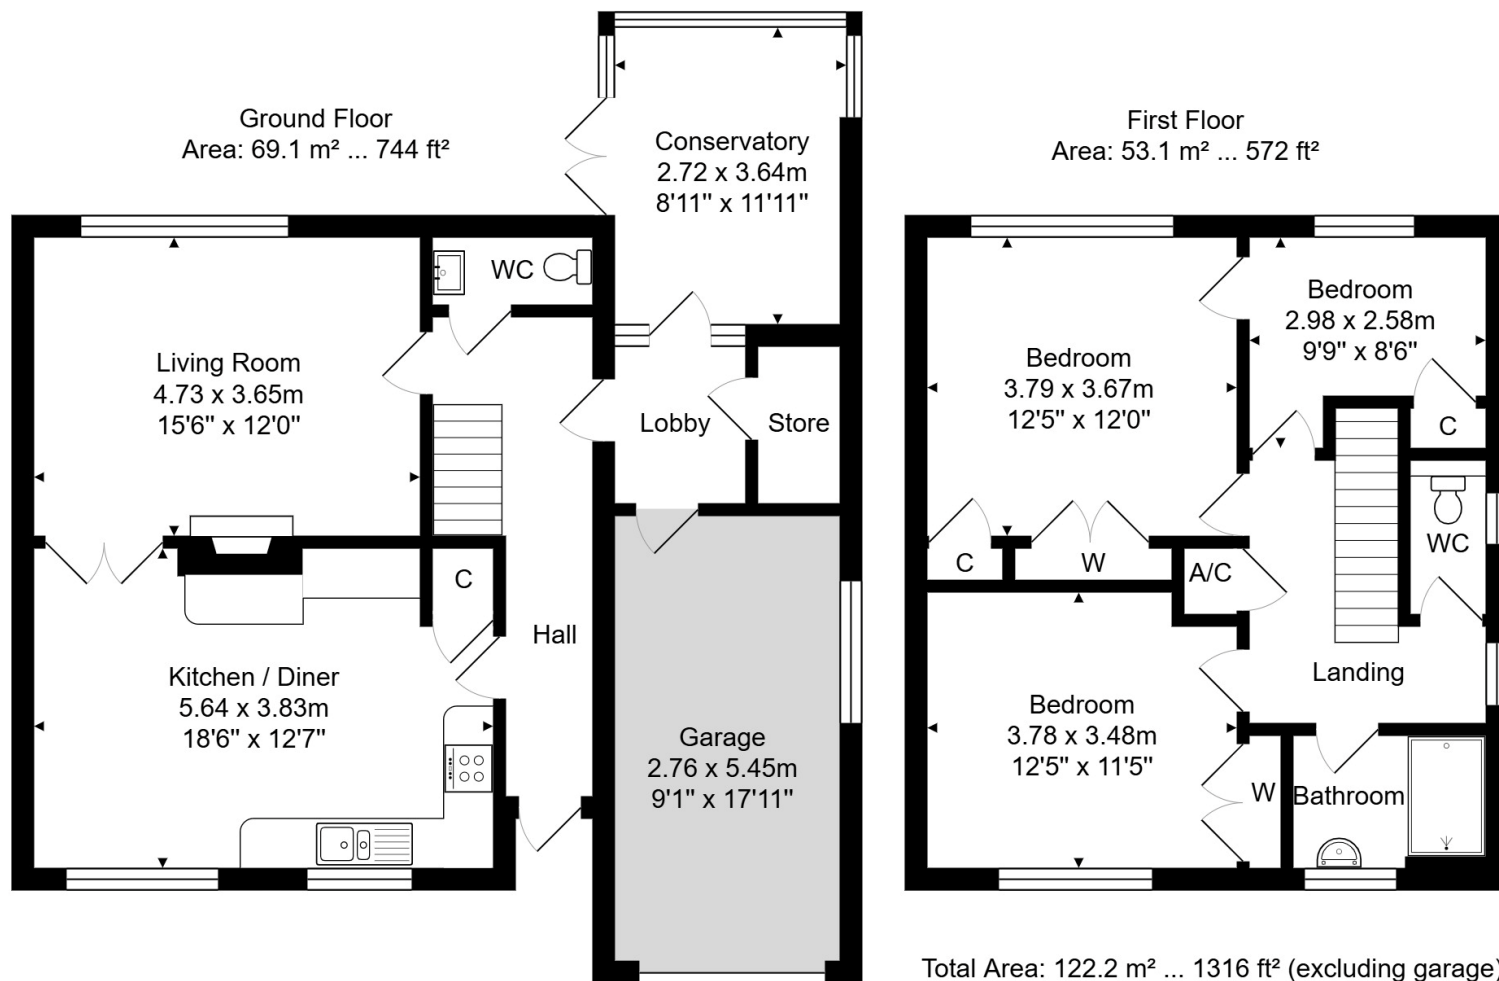 Ground Floor
Area: 69.1 m² ... 744 ft²
Conservatory
2.72 x 3.64m
8'11" x 11'11"
WC
Living Room
4.73 x 3.65m
15'6" x 12'0"
Lobby
Store
C
Hall
Kitchen / Diner
5.64 x 3.83m
18'6" x 12'7"
Garage
2.76 x 5.45m
9'1" x 17'11"
First Floor
Area: 53.1 m² ... 572 ft²
Bedroom
2.98 x 2.58m
9'9" x 8'6"
Bedroom
3.79 x 3.67m
12'5" x 12'0"
C
WC
C
W
A/C
Landing
Bedroom
3.78 x 3.48m
12'5" x 11'5"
W
Bathroom
Total Area: 122.2 m² ... 1316 ft² (excluding garage)